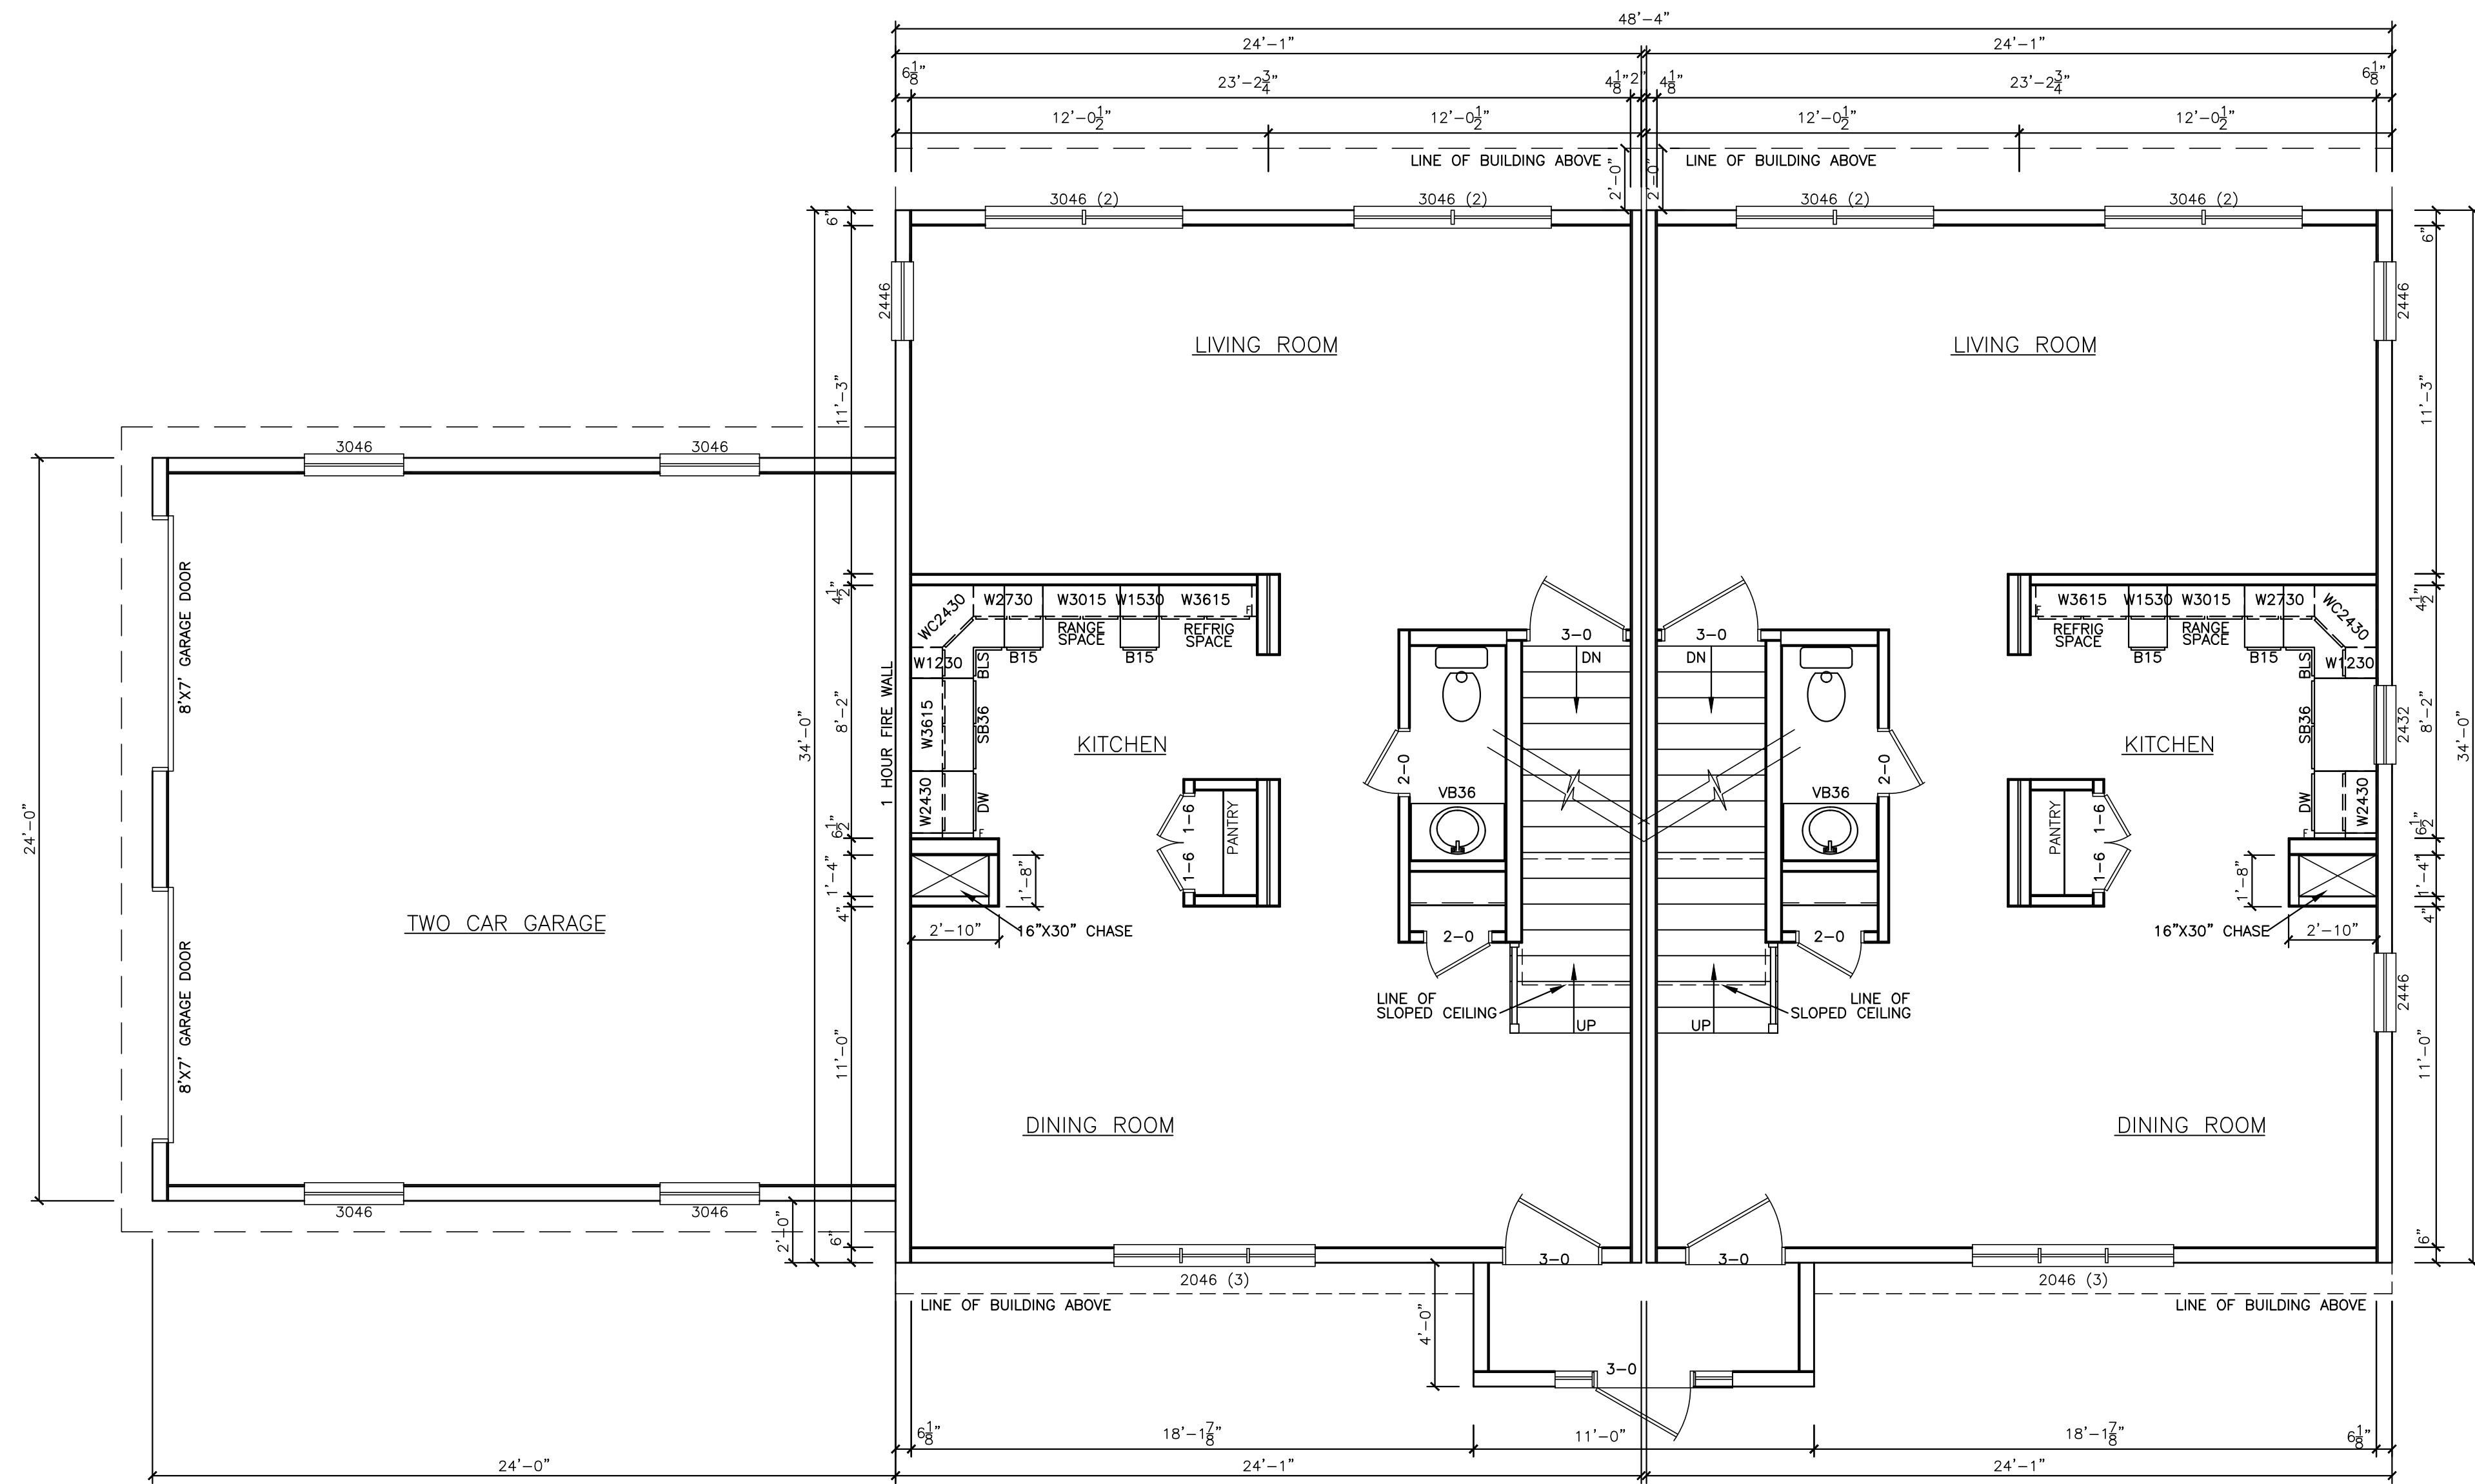 48'-4"
24'-1" 24'-1"
6 1/8" 23'-2 3/4" 4 1/8" 2" 4 1/8" 23'-2 3/4" 6 1/8"
12'-0 1/2" 12'-0 1/2" 12'-0 1/2" 12'-0 1/2"
LINE OF BUILDING ABOVE 2'-0" 2'-0" LINE OF BUILDING ABOVE
3046 (2) 3046 (2) 3046 (2) 3046 (2)
6" 6"
2446 2446
LIVING ROOM LIVING ROOM
11'-3" 11'-3"
3046 3046
8'X7' GARAGE DOOR
4 1/2" 4 1/2"
WC2430 W2730 W3015 W1530 W3615 F
RANGE
SPACE
REFRIG
SPACE
W1230 BLS B15 B15
F W3615 W1530 W3015 W2730 WC2430
REFRIG
SPACE
RANGE
SPACE
B15 B15 BLS W1230
3-0 3-0
DN DN
1 HOUR FIRE WALL
34'-0" 8'-2" W3615 SB36 SB36 2432 8'-2" 34'-0"
KITCHEN KITCHEN
2-0 2-0
W2430 DW DW W2430
F F
VB36 VB36
1-6 1-6 PANTRY PANTRY 1-6 1-6
24'-0"
6 1/2" 6 1/2"
1'-4" 1'-8" 1'-8" 1'-4"
4" 4"
TWO CAR GARAGE
2'-10" 16"X30" CHASE 2-0 2-0 16"X30" CHASE 2'-10"
8'X7' GARAGE DOOR
2446
LINE OF
SLOPED CEILING
LINE OF
SLOPED CEILING
UP UP
11'-0" 11'-0"
DINING ROOM DINING ROOM
3046 3046
2'-0" 6" 6"
3-0 3-0
2046 (3) 2046 (3)
LINE OF BUILDING ABOVE LINE OF BUILDING ABOVE
4'-0"
3-0
6 1/8" 18'-1 7/8" 11'-0" 18'-1 7/8" 6 1/8"
24'-0" 24'-1" 24'-1"